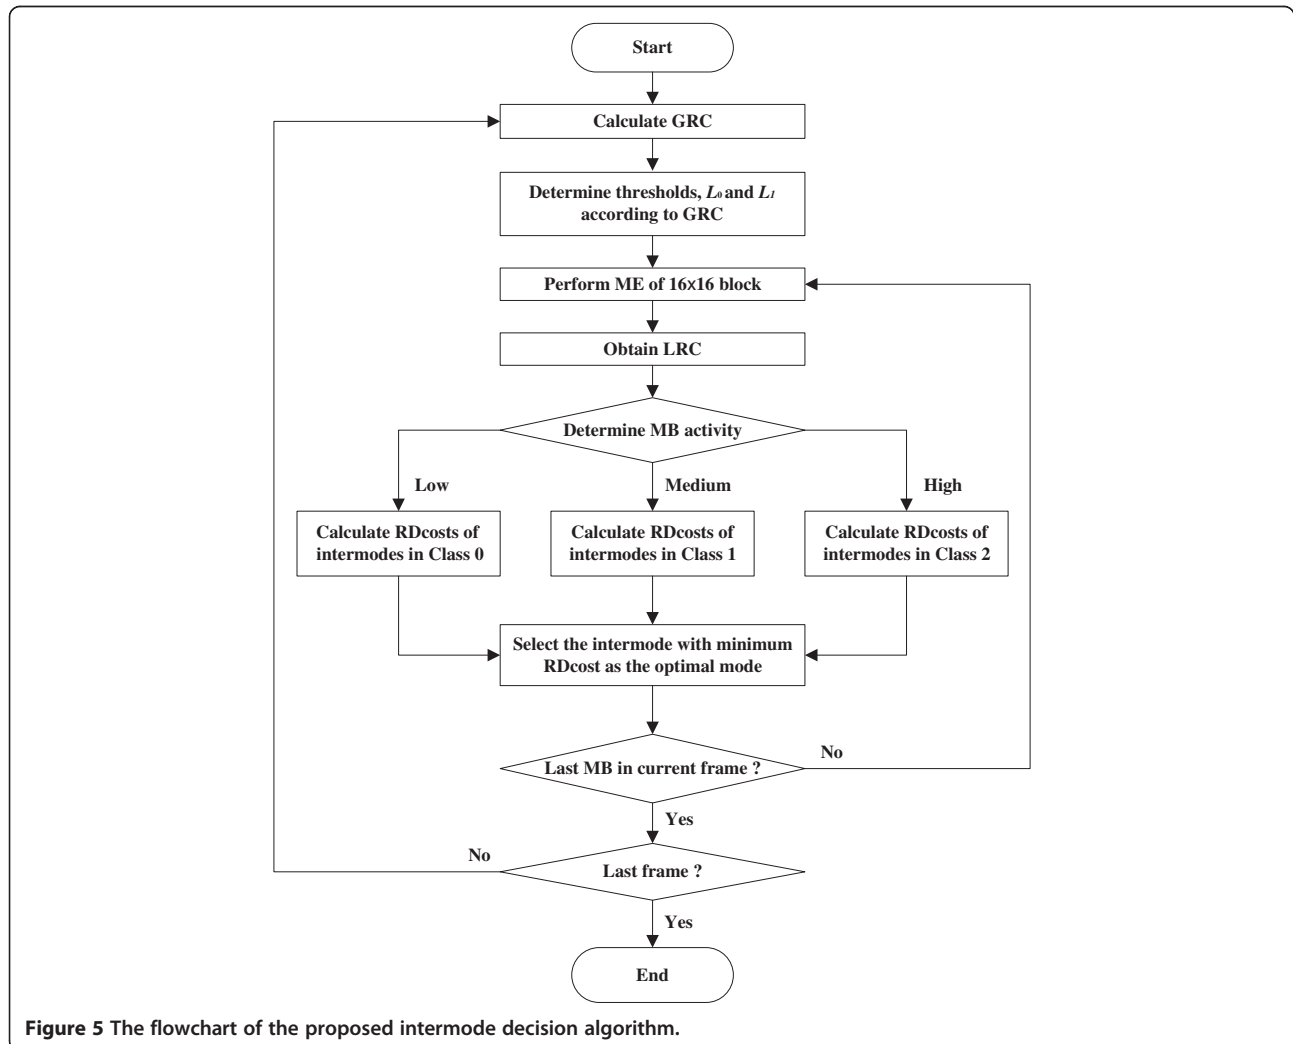 Start
Calculate GRC
Determine thresholds, L0 and L1
according to GRC
Perform ME of 16x16 block
Obtain LRC
Determine MB activity
Low
Medium
High
Calculate RDcosts of
intermodes in Class 0
Calculate RDcosts of
intermodes in Class 1
Calculate RDcosts of
intermodes in Class 2
Select the intermode with minimum
RDcost as the optimal mode
Last MB in current frame ?
No
Yes
Last frame ?
No
Yes
End
Figure 5 The flowchart of the proposed intermode decision algorithm.